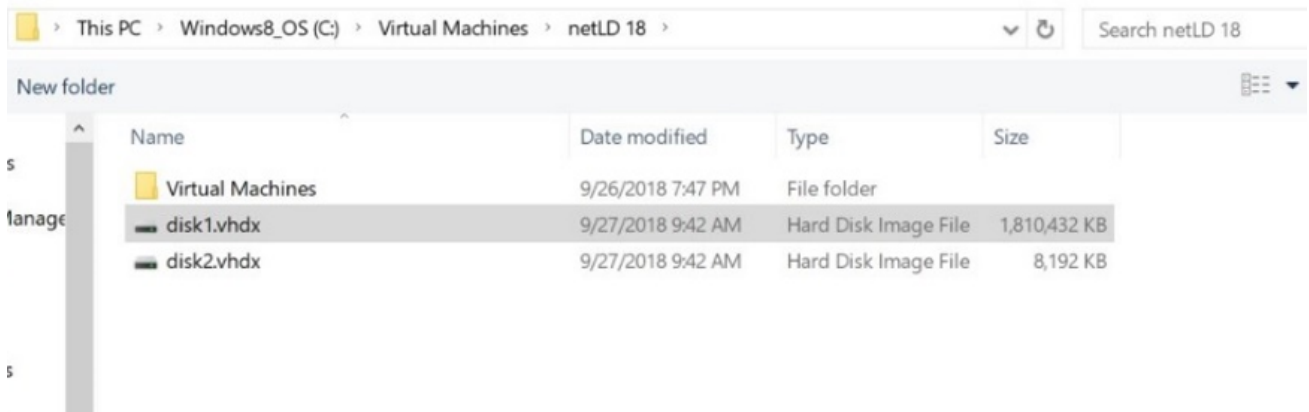 This PC > Windows8_OS (C:) > Virtual Machines > netLD 18 > Search netLD 18
New folder
Name Date modified Type Size
s
Virtual Machines 9/26/2018 7:47 PM File folder
Manage disk1.vhdx 9/27/2018 9:42 AM Hard Disk Image File 1,810,432 KB
disk2.vhdx 9/27/2018 9:42 AM Hard Disk Image File 8,192 KB
s